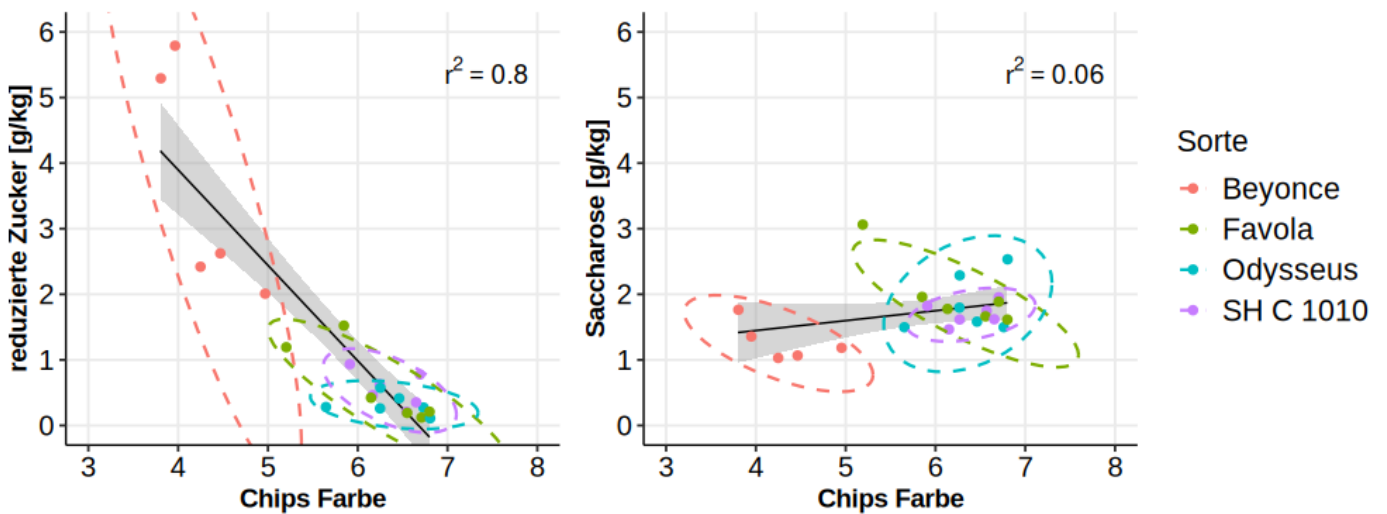 reduzierte Zucker [g/kg]
6
5
4
3
2
1
0
r² = 0.8
3 4 5 6 7 8
Chips Farbe
Saccharose [g/kg]
6
5
4
3
2
1
0
r² = 0.06
3 4 5 6 7 8
Chips Farbe
Sorte
Beyonce
Favola
Odysseus
SH C 1010